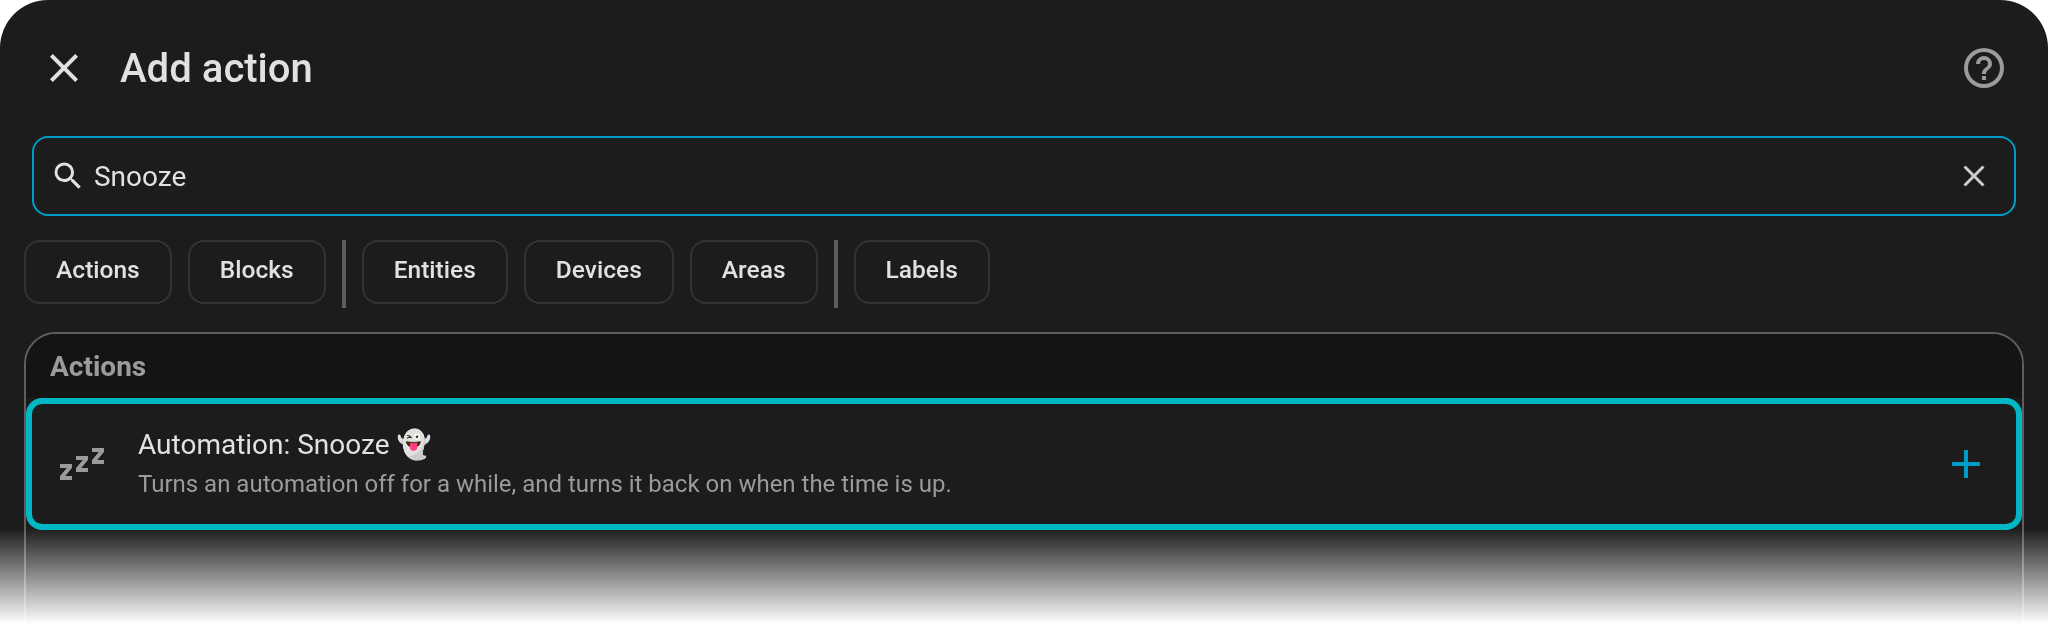 Add action
Snooze
Actions
Blocks
Entities
Devices
Areas
Labels
Actions
Automation: Snooze 👻
Turns an automation off for a while, and turns it back on when the time is up.